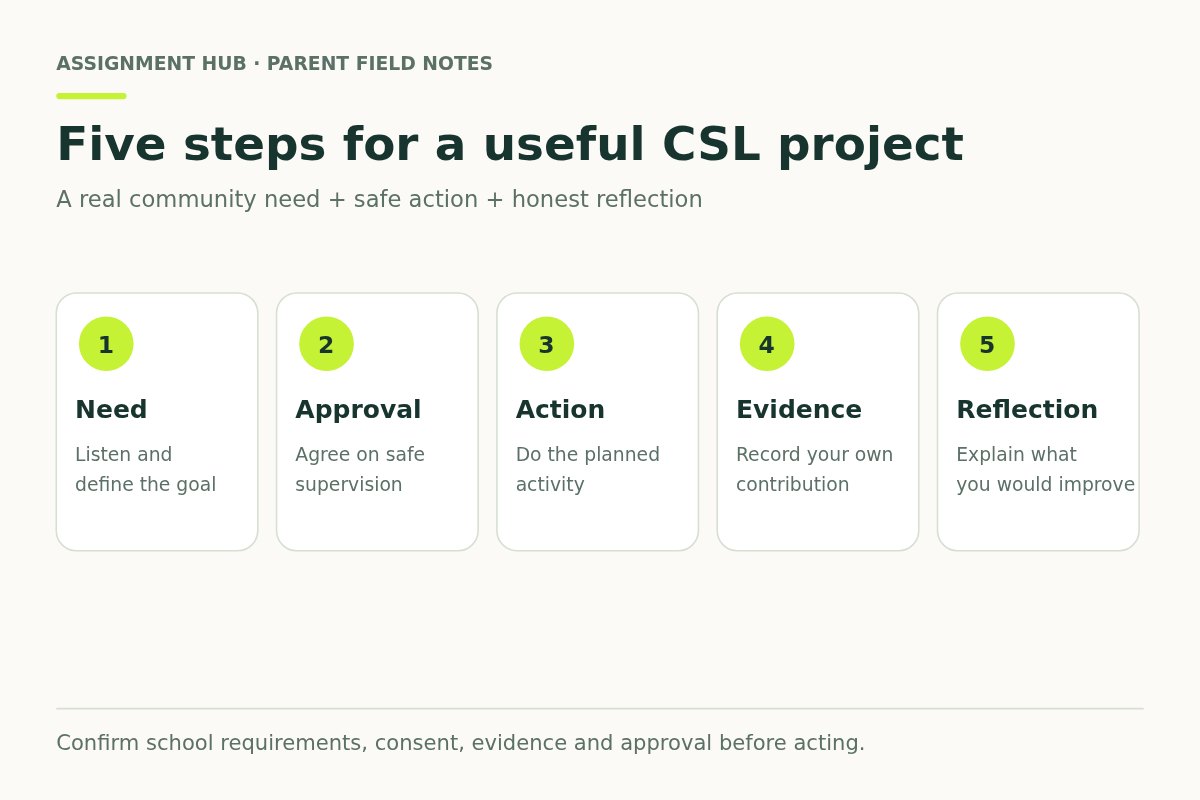 ASSIGNMENT HUB · PARENT FIELD NOTES
Five steps for a useful CSL project
A real community need + safe action + honest reflection
1
Need
Listen and
define the goal
2
Approval
Agree on safe
supervision
3
Action
Do the planned
activity
4
Evidence
Record your own
contribution
5
Reflection
Explain what
you would improve
Confirm school requirements, consent, evidence and approval before acting.